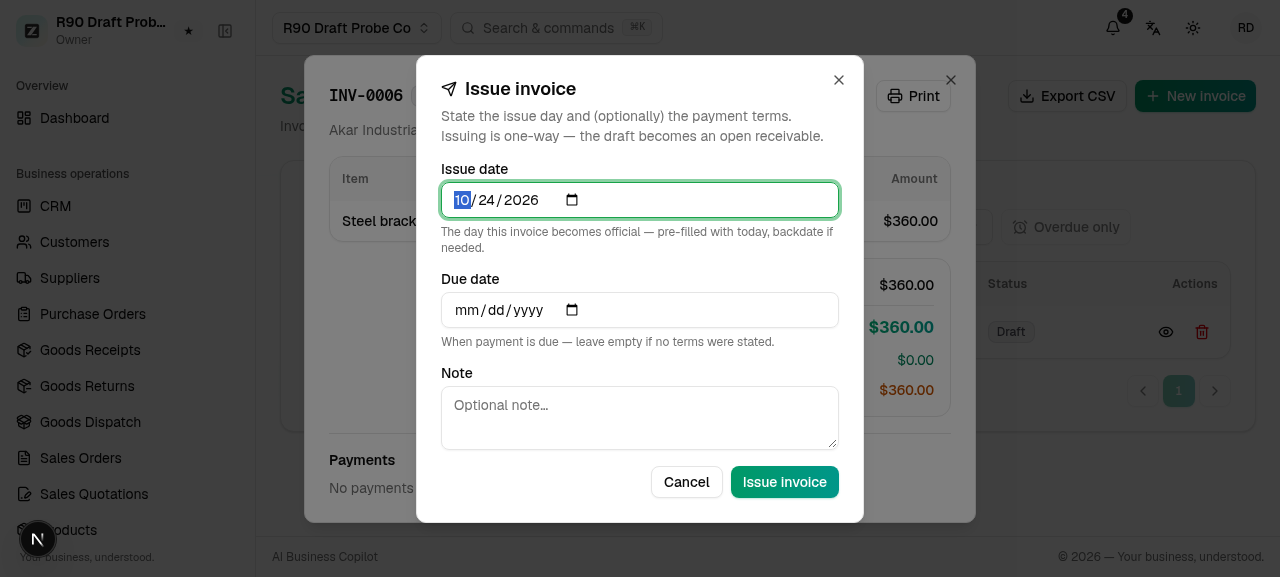 R90 Draft Prob...
Owner
R90 Draft Probe Co
Search & commands
⌘K
4
RD
Overview
Dashboard
Business operations
CRM
Customers
Suppliers
Purchase Orders
Goods Receipts
Goods Returns
Goods Dispatch
Sales Orders
Sales Quotations
Your business, understood.
INV-0006
Print
Export CSV
New invoice
Item
Amount
$360.00
Overdue only
$360.00
$360.00
$0.00
$360.00
Status
Actions
Draft
1
Payments
No payments
Issue invoice
State the issue day and (optionally) the payment terms.
Issuing is one-way — the draft becomes an open receivable.
Issue date
10/24/2026
The day this invoice becomes official — pre-filled with today, backdate if
needed.
Due date
mm/dd/yyyy
When payment is due — leave empty if no terms were stated.
Note
Optional note...
Cancel
Issue invoice
AI Business Copilot
© 2026 — Your business, understood.